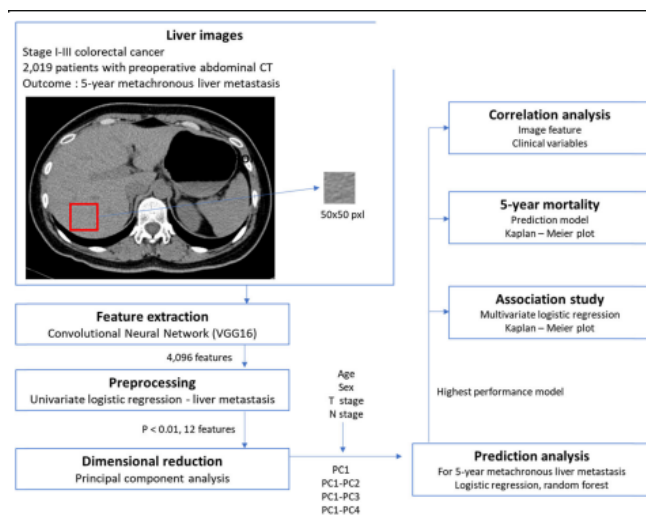 Liver images
Stage I-III colorectal cancer
2,019 patients with preoperative abdominal CT
Outcome : 5-year metachronous liver metastasis
50x50 pxl
Feature extraction
Convolutional Neural Network (VGG16)
4,096 features
Preprocessing
Univariate logistic regression - liver metastasis
P < 0.01, 12 features
Dimensional reduction
Principal component analysis
Age
Sex
T stage
N stage
PC1
PC1-PC2
PC1-PC3
PC1-PC4
Correlation analysis
Image feature
Clinical variables
5-year mortality
Prediction model
Kaplan – Meier plot
Association study
Multivariate logistic regression
Kaplan – Meier plot
Highest performance model
Prediction analysis
For 5-year metachronous liver metastasis
Logistic regression, random forest